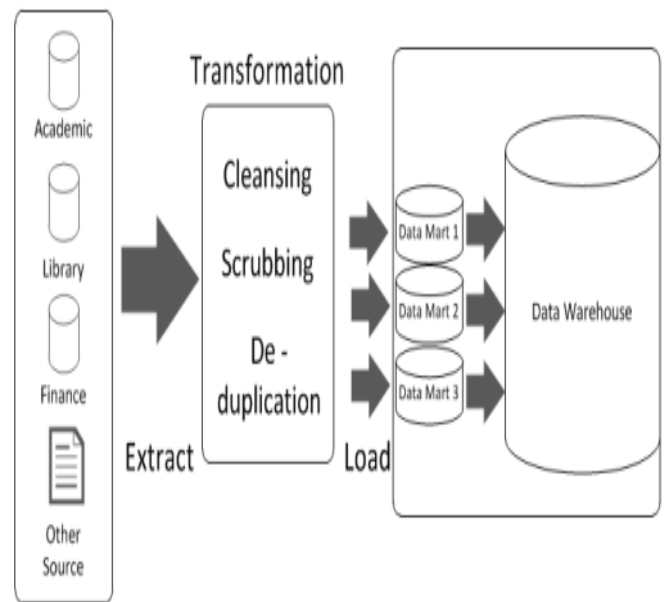 Academic
Library
Finance
Other
Source
Extract
Transformation
Cleansing
Scrubbing
De -
duplication
Load
Data Mart 1
Data Mart 2
Data Mart 3
Data Warehouse